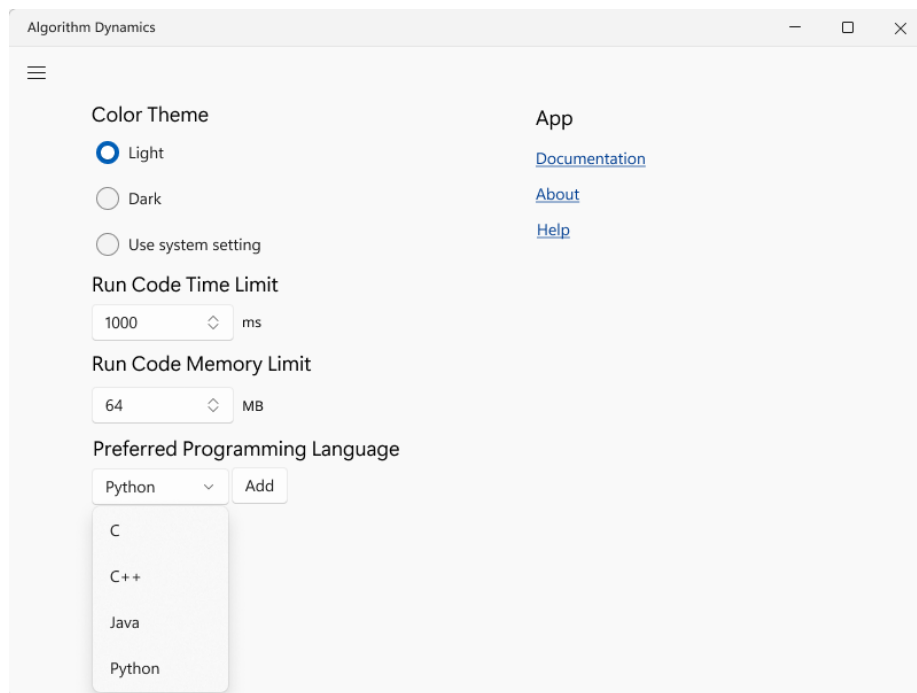 Algorithm Dynamics
Color Theme
Light
Dark
Use system setting
Run Code Time Limit
1000 ms
Run Code Memory Limit
64 MB
Preferred Programming Language
Python Add
C
C++
Java
Python
App
Documentation
About
Help